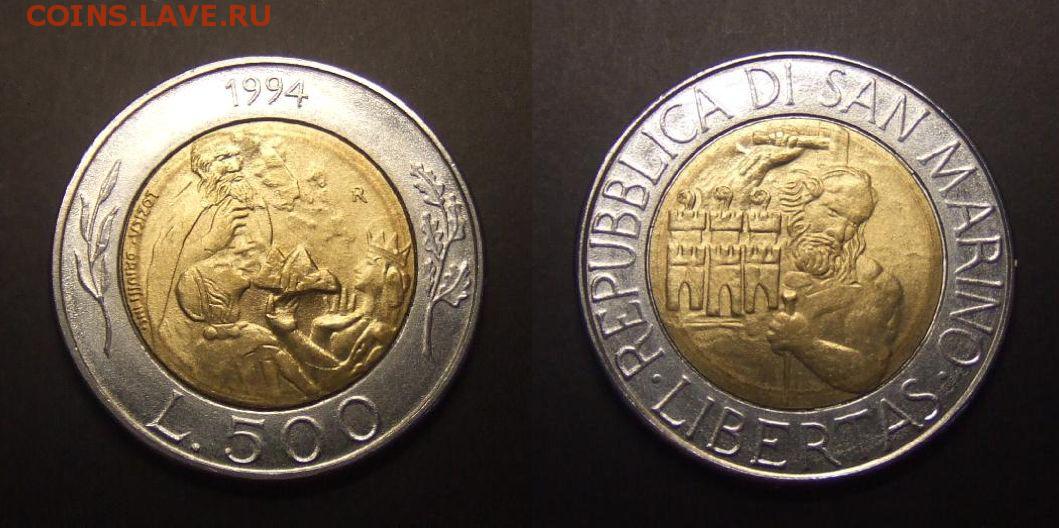 COINS.LAVE.RU
1994
R
L.500
REPUBBLICA DI SAN MARINO
· LIBERTAS ·